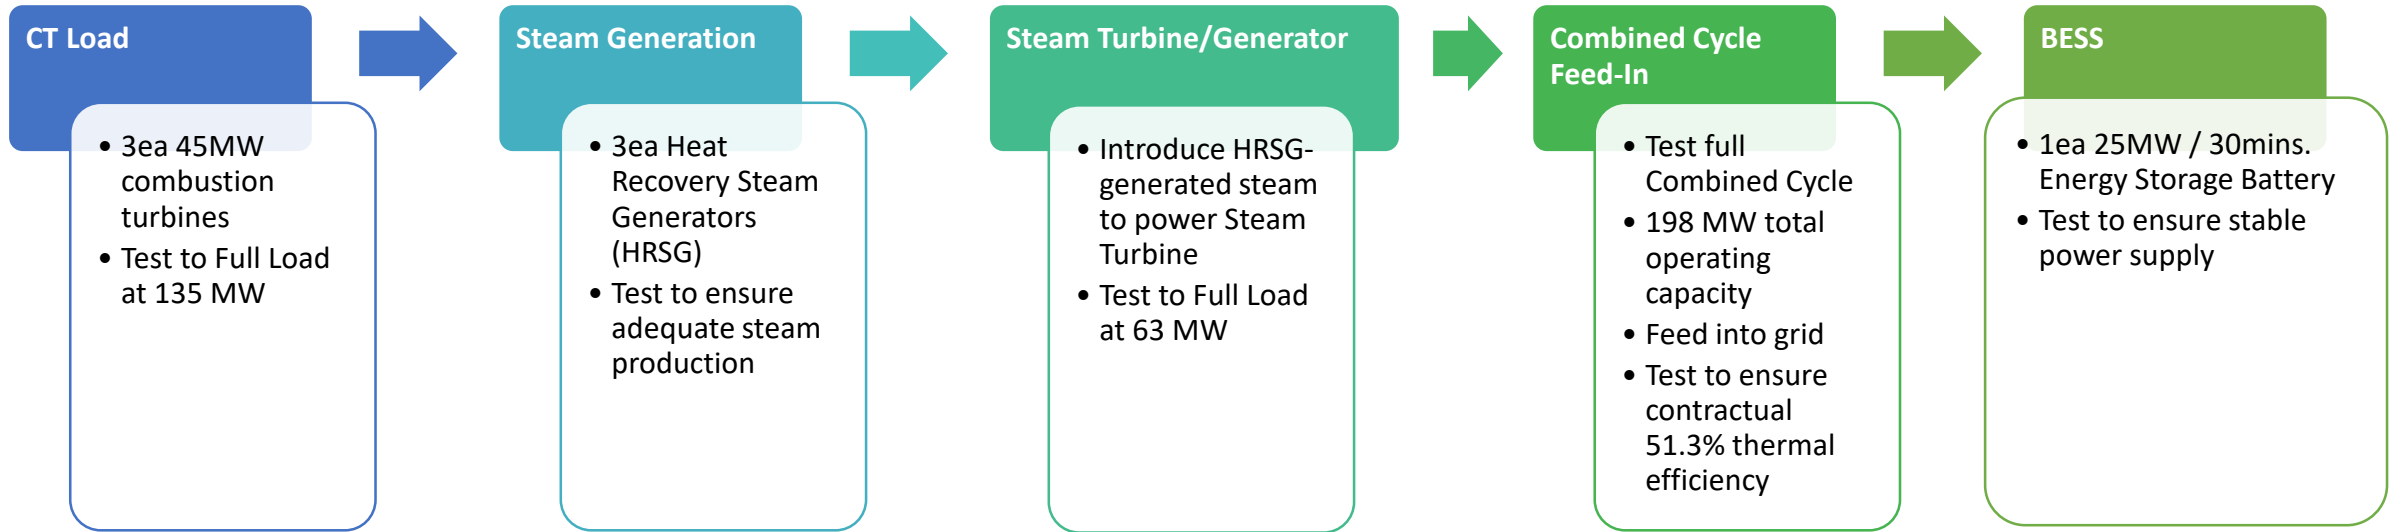 CT Load
• 3ea 45MW
combustion
turbines
• Test to Full Load
at 135 MW
Steam Generation
• 3ea Heat
Recovery Steam
Generators
(HRSG)
• Test to ensure
adequate steam
production
Steam Turbine/Generator
• Introduce HRSG-
generated steam
to power Steam
Turbine
• Test to Full Load
at 63 MW
Combined Cycle
Feed-In
• Test full
Combined Cycle
• 198 MW total
operating
capacity
• Feed into grid
• Test to ensure
contractual
51.3% thermal
efficiency
BESS
• 1ea 25MW / 30mins.
Energy Storage Battery
• Test to ensure stable
power supply